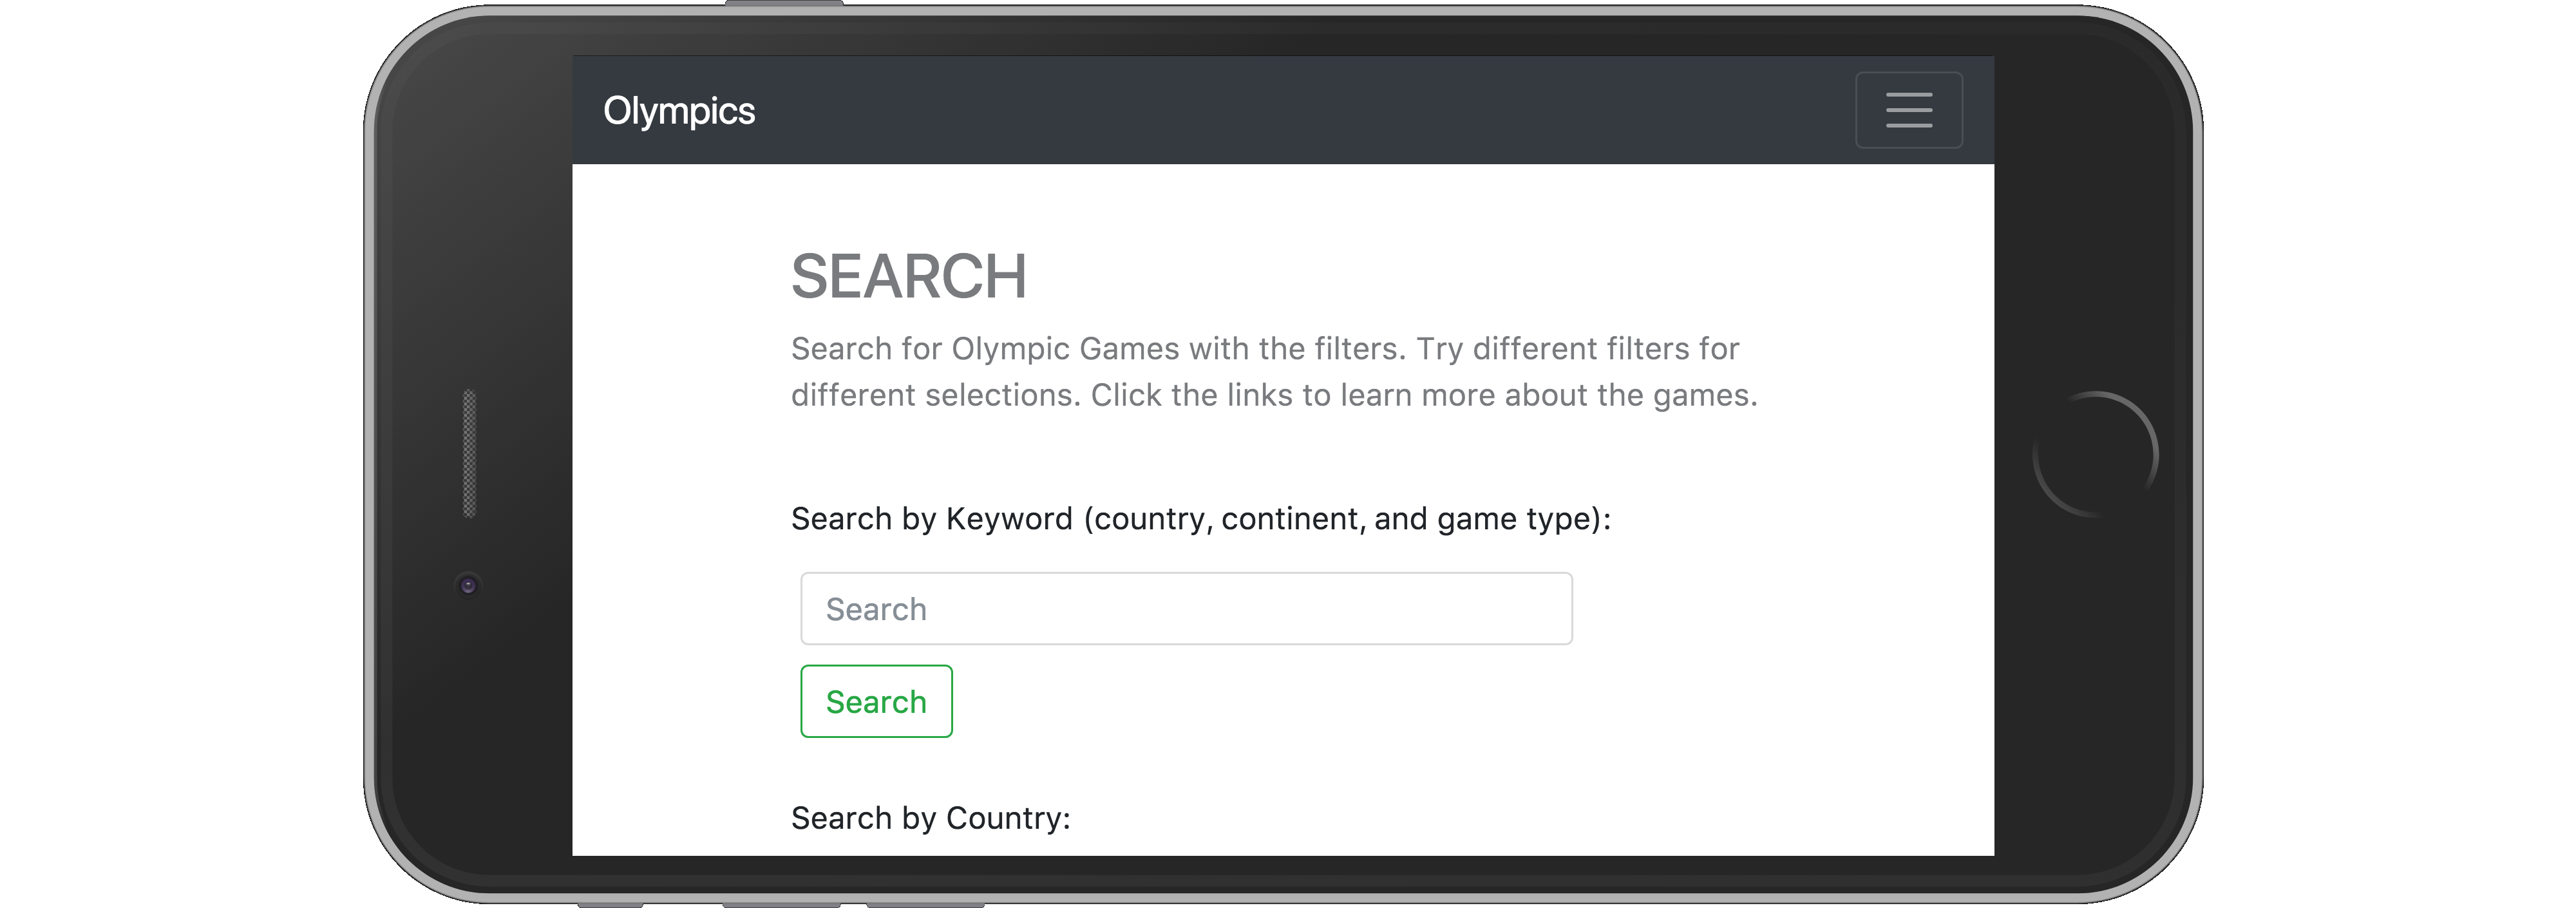 Olympics
SEARCH
Search for Olympic Games with the filters. Try different filters for
different selections. Click the links to learn more about the games.
Search by Keyword (country, continent, and game type):
Search
Search
Search by Country: